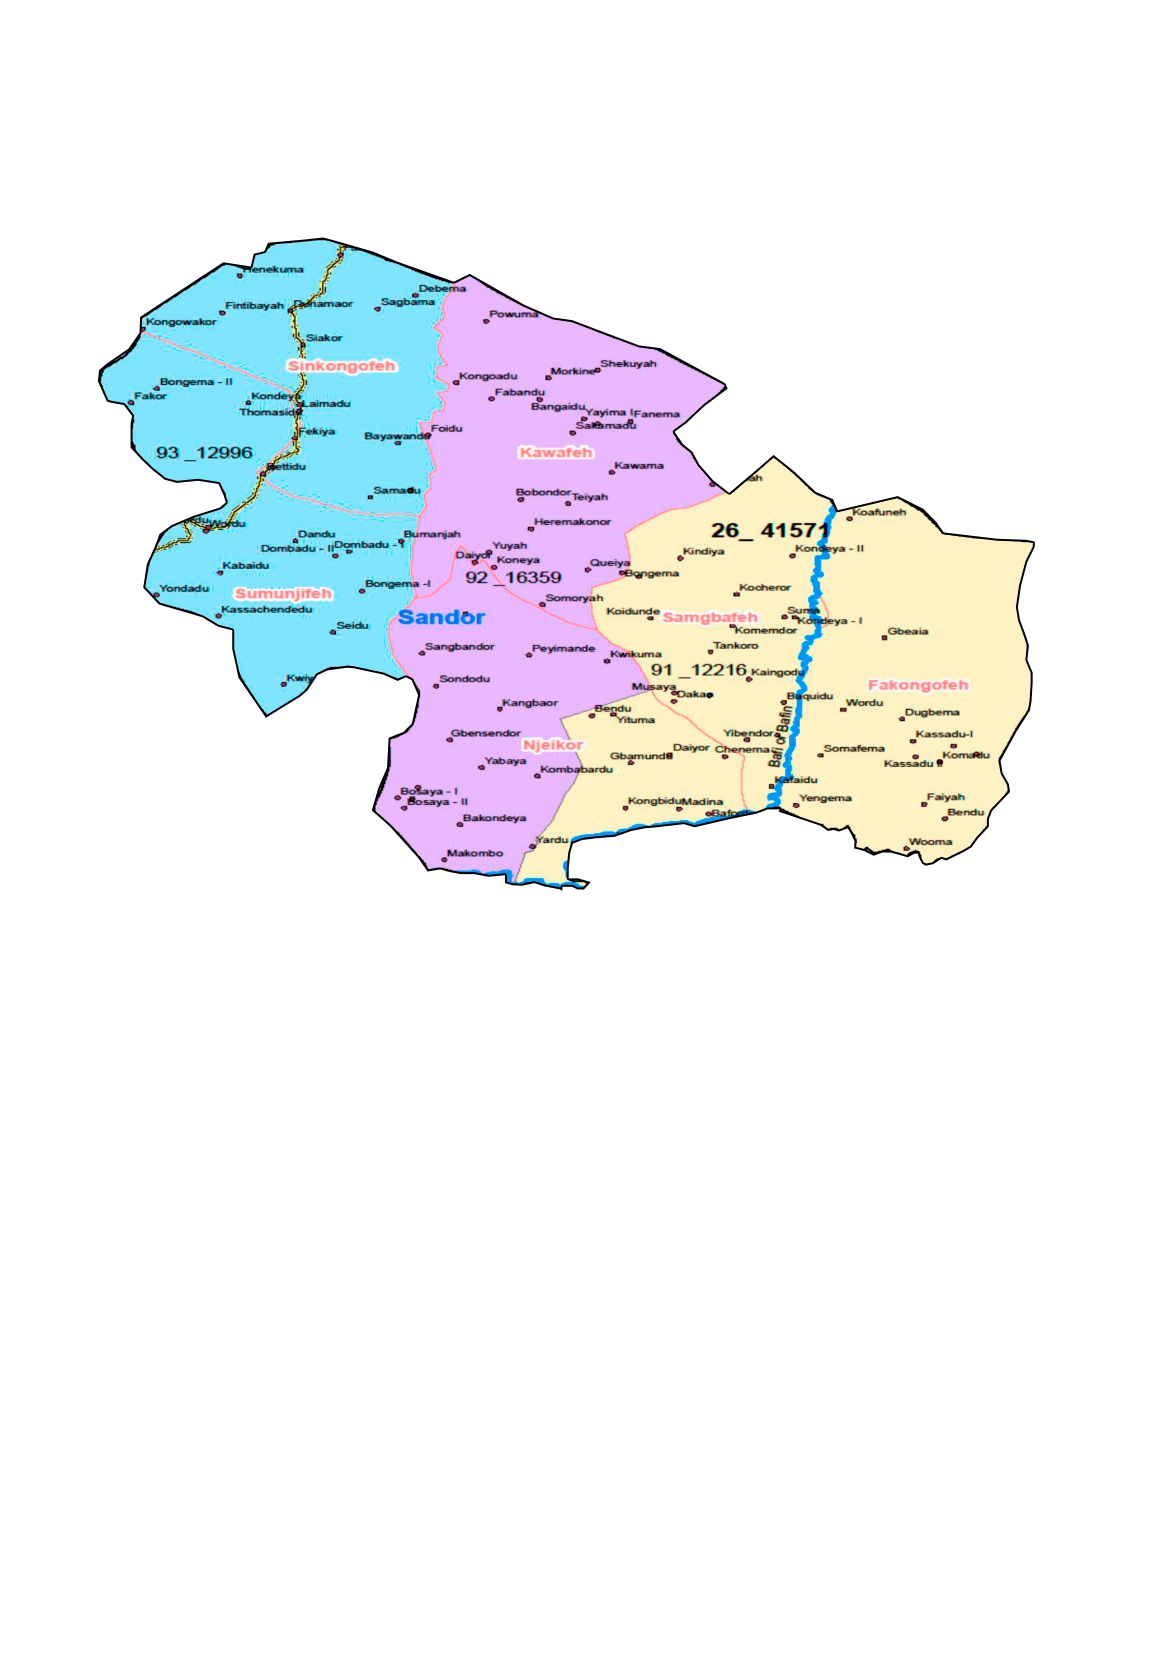 Henekuma
Debema
Fintibayah
Dunamaor
Sagbama
Powuma
Kongowakor
Siakor
Sinkongofeh
Shekuyah
Morkine
Kongoadu
Bongema - II
Fakor
Kondeya
Fabandu
Laimadu
Thomasidu
Bangaidu
Yayima I
Fanema
Sakamadu
Fekiya
Bayawandu
Foidu
93 _12996
Kawafeh
Bettidu
Kawama
ah
Samadu
Bobondor
Teiyah
Koafuneh
Wordu
Heremakonor
26_ 41571
Dandu
Bumanjah
Dombadu - II
Dombadu - I
Yuyah
Daiyor
Koneya
Kindiya
Kondeya - II
Kabaidu
Queiya
Bongema
92 _16359
Bongema -I
Yondadu
Sumunjifeh
Kocheror
Somoryah
Kassachendedu
Sandor
Koidunde
Samgbafeh
Suma
Kondeya - I
Seidu
Komemdor
Gbeaia
Sangbandor
Peyimande
Kwikuma
Tankoro
91 _12216
Kaingodu
Kwiy
Sondodu
Musaya
Dakao
Fakongofeh
Kangbaor
Bendu
Baquidu
Wordu
Yituma
Dugbema
Bafi or Bafin
Gbensendor
Njeikor
Yibendor
Kassadu-I
Gbamundu
Daiyor
Chenema
Somafema
Komadu
Kassadu II
Yabaya
Kombabardu
Kafaidu
Bosaya - I
Bosaya - II
Kongbidu
Madina
Yengema
Faiyah
Bafor
Bendu
Bakondeya
Yardu
Wooma
Makombo